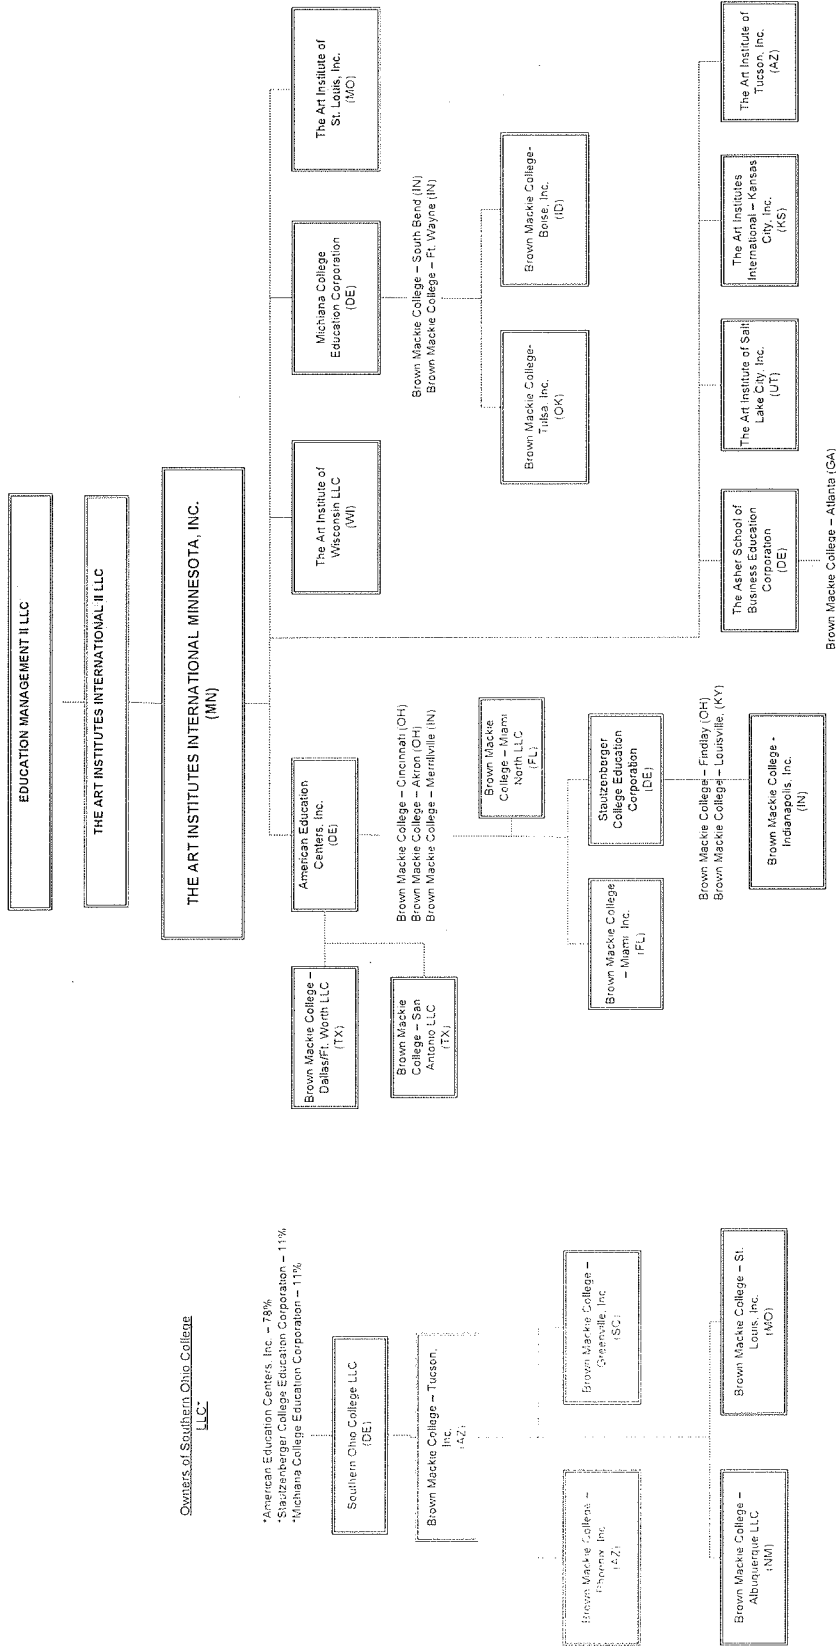 EDUCATION MANAGEMENT II LLC
THE ART INSTITUTES INTERNATIONAL II LLC
THE ART INSTITUTES INTERNATIONAL MINNESOTA, INC.
(MN)
Brown Mackie College –
Dallas/Ft. Worth LLC
(TX)
Brown Mackie
College – San
Antonio LLC
(TX)
American Education
Centers, Inc.
(DE)
Brown Mackie College – Cincinnati (OH)
Brown Mackie College – Akron (OH)
Brown Mackie College – Merrillville (IN)
Brown Mackie
College – Miami
North LLC
(FL)
Brown Mackie College
– Miami, Inc.
(FL)
Stautzenberger
College Education
Corporation
(DE)
Brown Mackie College – Findlay (OH)
Brown Mackie College – Louisville, (KY)
Brown Mackie College -
Indianapolis, Inc.
(IN)
The Art Institute of
Wisconsin LLC
(WI)
Michiana College
Education Corporation
(DE)
Brown Mackie College – South Bend (IN)
Brown Mackie College – Ft. Wayne (IN)
Brown Mackie College-
Tulsa, Inc.
(OK)
Brown Mackie College-
Boise, Inc.
(ID)
The Art Institute of
St. Louis, Inc.
(MO)
The Asher School of
Business Education
Corporation
(DE)
Brown Mackie College – Atlanta (GA)
The Art Institute of Salt
Lake City, Inc.
(UT)
The Art Institutes
International – Kansas
City, Inc.
(KS)
The Art Institute of
Tucson, Inc.
(AZ)
Owners of Southern Ohio College
LLC*
*American Education Centers, Inc. – 78%
*Stautzenberger College Education Corporation – 11%
*Michiana College Education Corporation – 11%
Southern Ohio College LLC
(DE)
Brown Mackie College – Tucson,
Inc.
(AZ)
Brown Mackie College –
Phoenix, Inc.
(AZ)
Brown Mackie College –
Greenville, Inc.
(SC)
Brown Mackie College –
Albuquerque LLC
(NM)
Brown Mackie College – St.
Louis, Inc.
(MO)